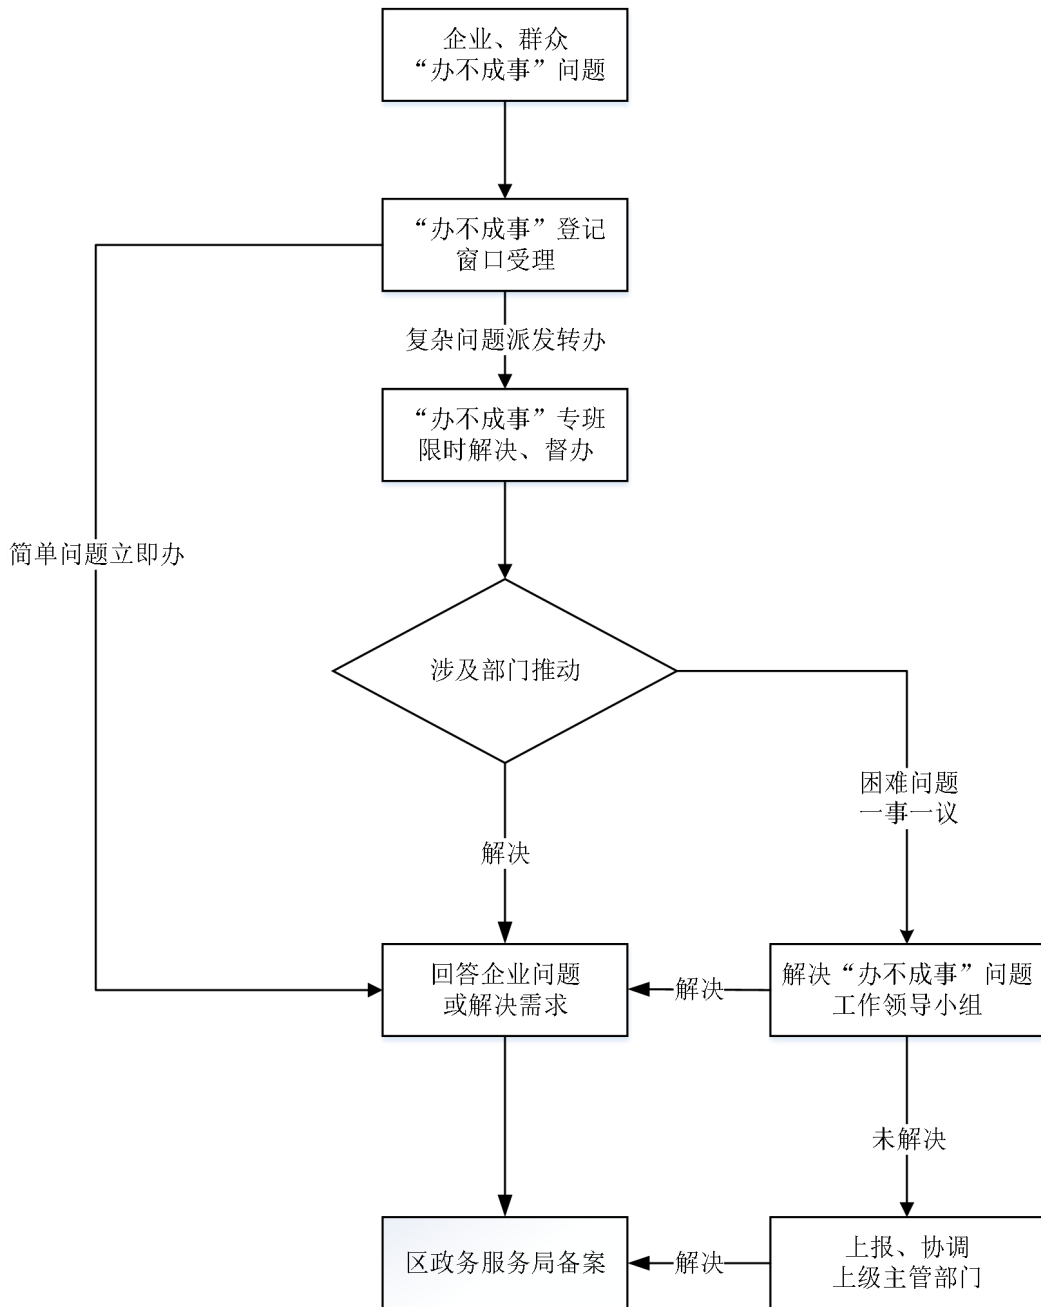 企业、群众
“办不成事”问题
“办不成事”登记
窗口受理
复杂问题派发转办
“办不成事”专班
限时解决、督办
简单问题立即办
涉及部门推动
困难问题
一事一议
解决
回答企业问题
或解决需求
解决
解决“办不成事”问题
工作领导小组
未解决
区政务服务局备案
解决
上报、协调
上级主管部门